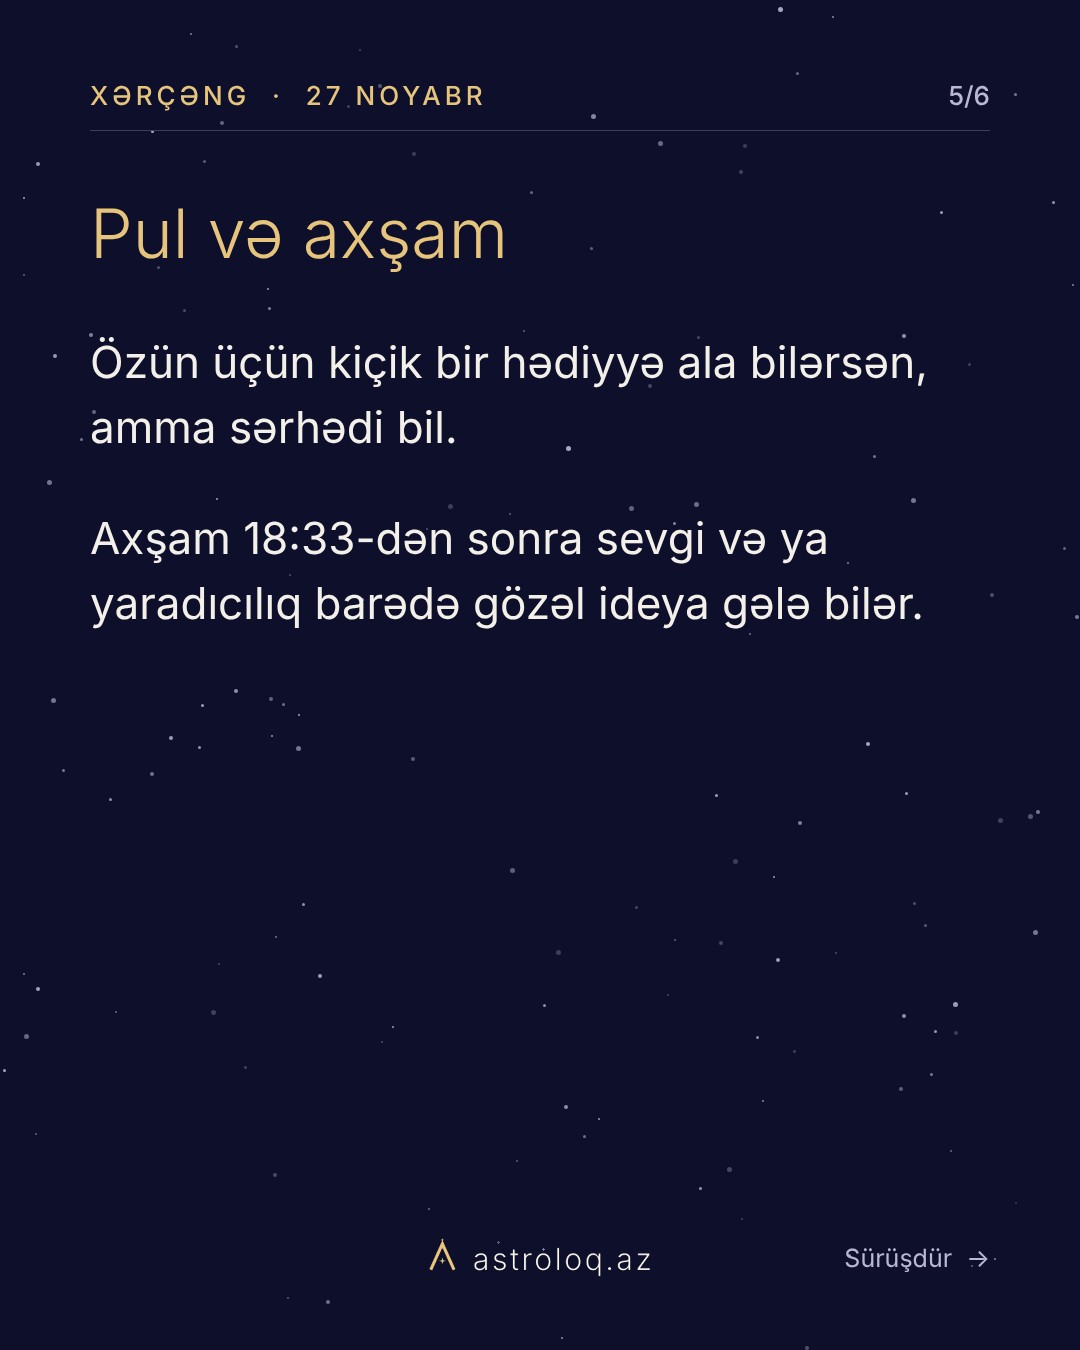 XƏRÇƏNG · 27 NOYABR 5/6
Pul və axşam
Özün üçün kiçik bir hədiyyə ala bilərsən,
amma sərhədi bil.
Axşam 18:33-dən sonra sevgi və ya
yaradıcılıq barədə gözəl ideya gələ bilər.
astroloq.az Sürüşdür →